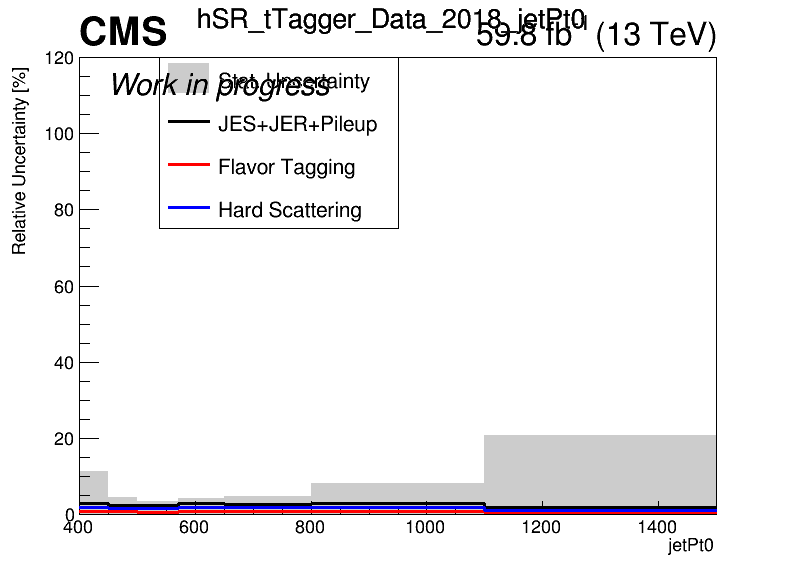 hSR_tTagger_Data_2018_jetPt0
CMS
59.8 fb-1 (13 TeV)
Work in progress
Stat. Uncertainty
JES+JER+Pileup
Flavor Tagging
Hard Scattering
Relative Uncertainty [%]
120
100
80
60
40
20
0
400 600 800 1000 1200 1400
jetPt0